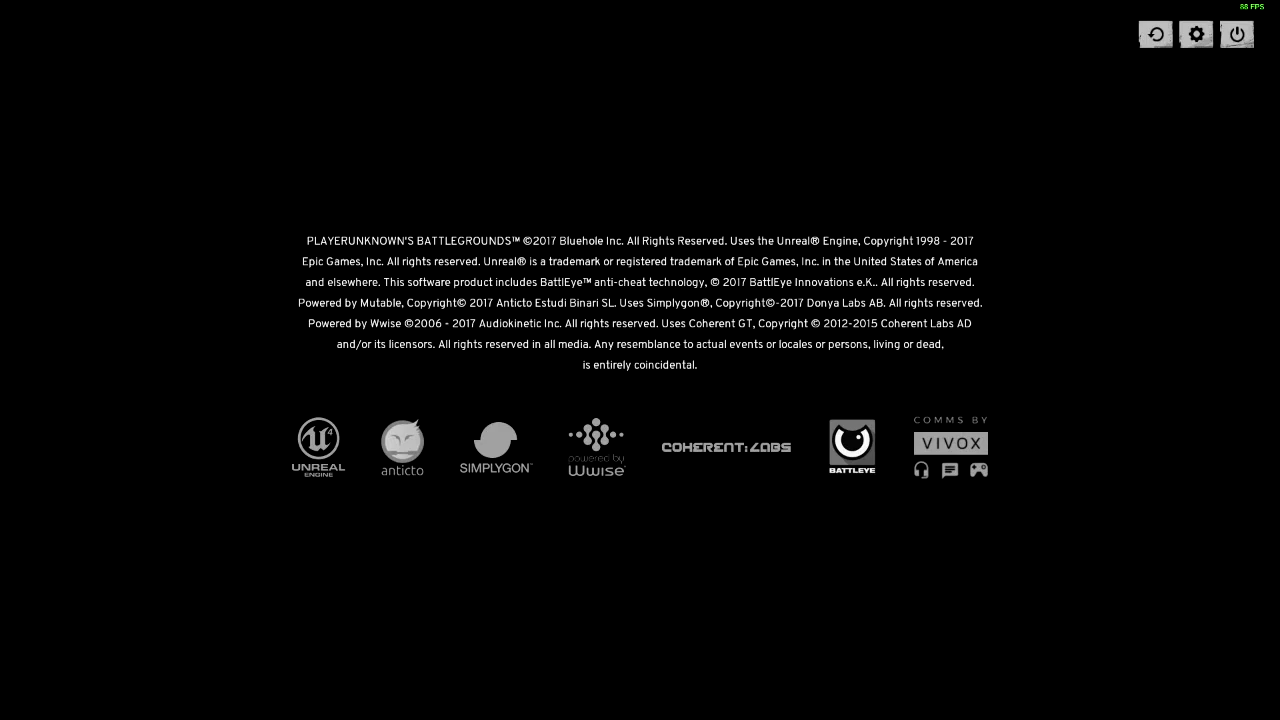 88 FPS
PLAYERUNKNOWN'S BATTLEGROUNDS™ ©2017 Bluehole Inc. All Rights Reserved. Uses the Unreal® Engine, Copyright 1998 - 2017
Epic Games, Inc. All rights reserved. Unreal® is a trademark or registered trademark of Epic Games, Inc. in the United States of America
and elsewhere. This software product includes BattlEye™ anti-cheat technology, © 2017 BattlEye Innovations e.K.. All rights reserved.
Powered by Mutable, Copyright© 2017 Anticto Estudi Binari SL. Uses Simplygon®, Copyright©-2017 Donya Labs AB. All rights reserved.
Powered by Wwise ©2006 - 2017 Audiokinetic Inc. All rights reserved. Uses Coherent GT, Copyright © 2012-2015 Coherent Labs AD
and/or its licensors. All rights reserved in all media. Any resemblance to actual events or locales or persons, living or dead,
is entirely coincidental.
U4
UNREAL
ENGINE
anticto
SIMPLYGON™
powered by
Wwise™
COHERENT:LABS
BATTLEYE
COMMS BY
VIVOX